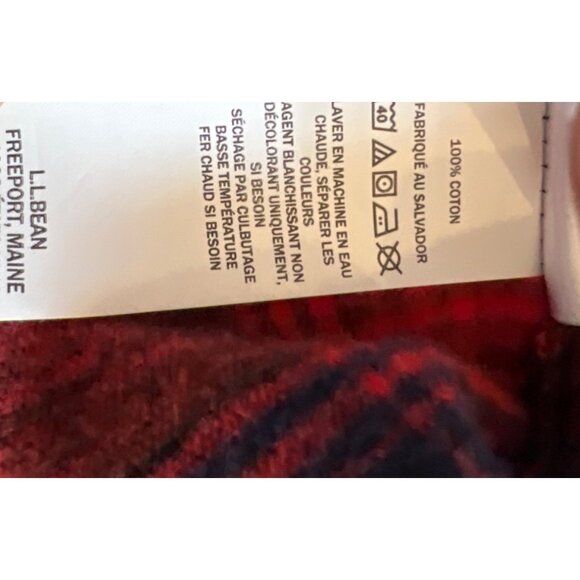 100% COTON
FABRIQUÉ AU SALVADOR
40
LAVER EN MACHINE EN EAU
CHAUDE, SÉPARER LES
COULEURS
AGENT BLANCHISSANT NON
DÉCOLORANT UNIQUEMENT,
SI BESOIN
SÉCHAGE PAR CULBUTAGE
BASSE TEMPÉRATURE
FER CHAUD SI BESOIN
L.L.BEAN
FREEPORT, MAINE